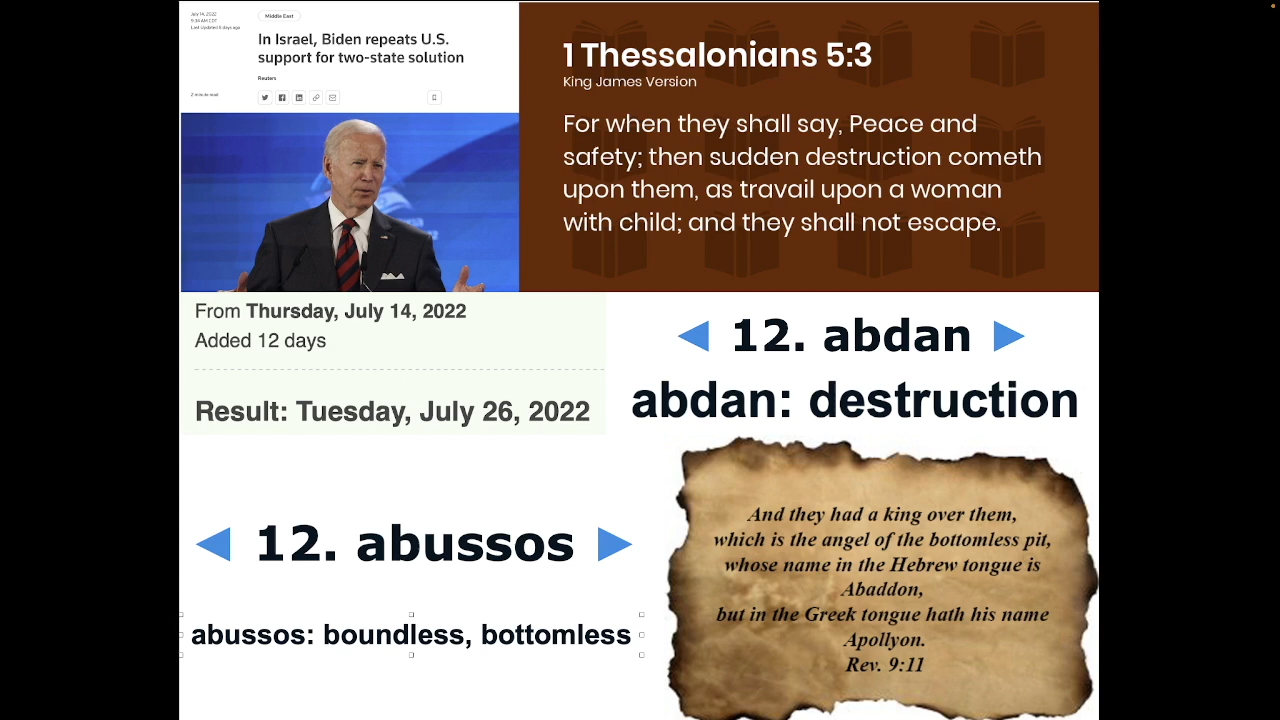 July 14, 2022
9:34 AM CDT
Last Updated 6 days ago
Middle East
In Israel, Biden repeats U.S.
support for two-state solution
Reuters
2 minute read
1 Thessalonians 5:3
King James Version
For when they shall say, Peace and
safety; then sudden destruction cometh
upon them, as travail upon a woman
with child; and they shall not escape.
From Thursday, July 14, 2022
Added 12 days
Result: Tuesday, July 26, 2022
12. abdan
abdan: destruction
12. abussos
abussos: boundless, bottomless
And they had a king over them,
which is the angel of the bottomless pit,
whose name in the Hebrew tongue is
Abaddon,
but in the Greek tongue hath his name
Apollyon.
Rev. 9:11